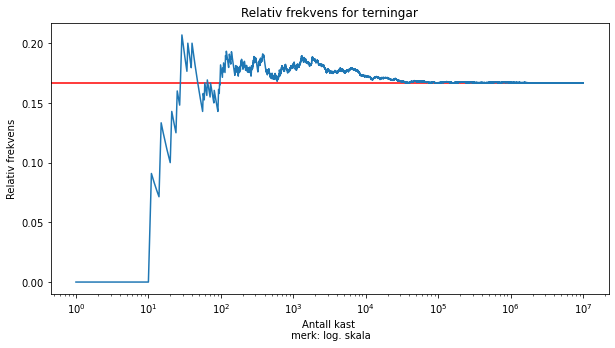 Relativ frekvens for terningar
Relativ frekvens
0.20
0.15
0.10
0.05
0.00
10⁰ 10¹ 10² 10³ 10⁴ 10⁵ 10⁶ 10⁷
Antall kast
merk: log. skala